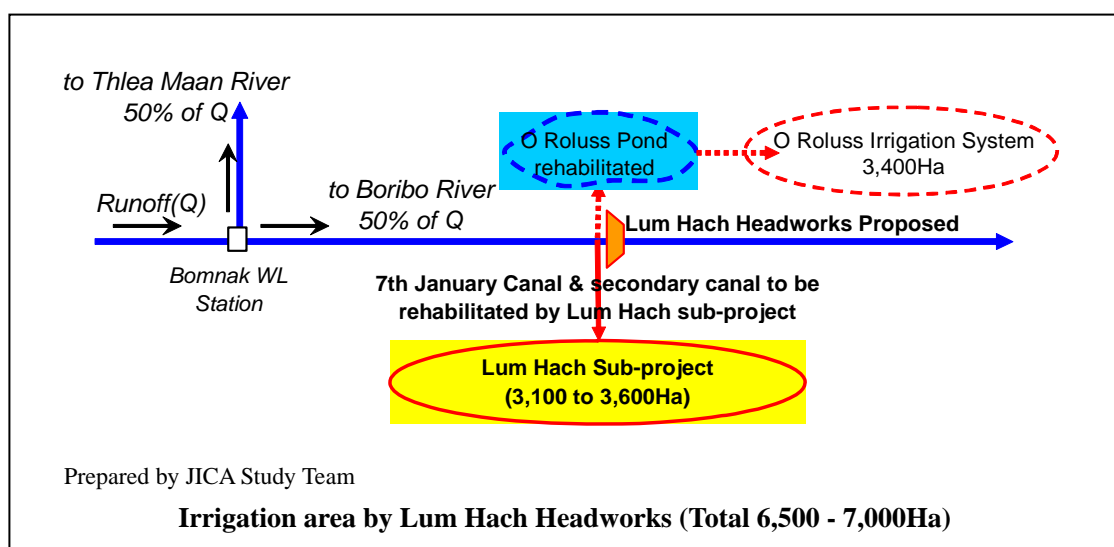 to Thlea Maan River
50% of Q
Runoff(Q)
Bomnak WL
Station
to Boribo River
50% of Q
O Roluss Pond
rehabilitated
O Roluss Irrigation System
3,400Ha
Lum Hach Headworks Proposed
7th January Canal & secondary canal to be
rehabilitated by Lum Hach sub-project
Lum Hach Sub-project
(3,100 to 3,600Ha)
Prepared by JICA Study Team
Irrigation area by Lum Hach Headworks (Total 6,500 - 7,000Ha)